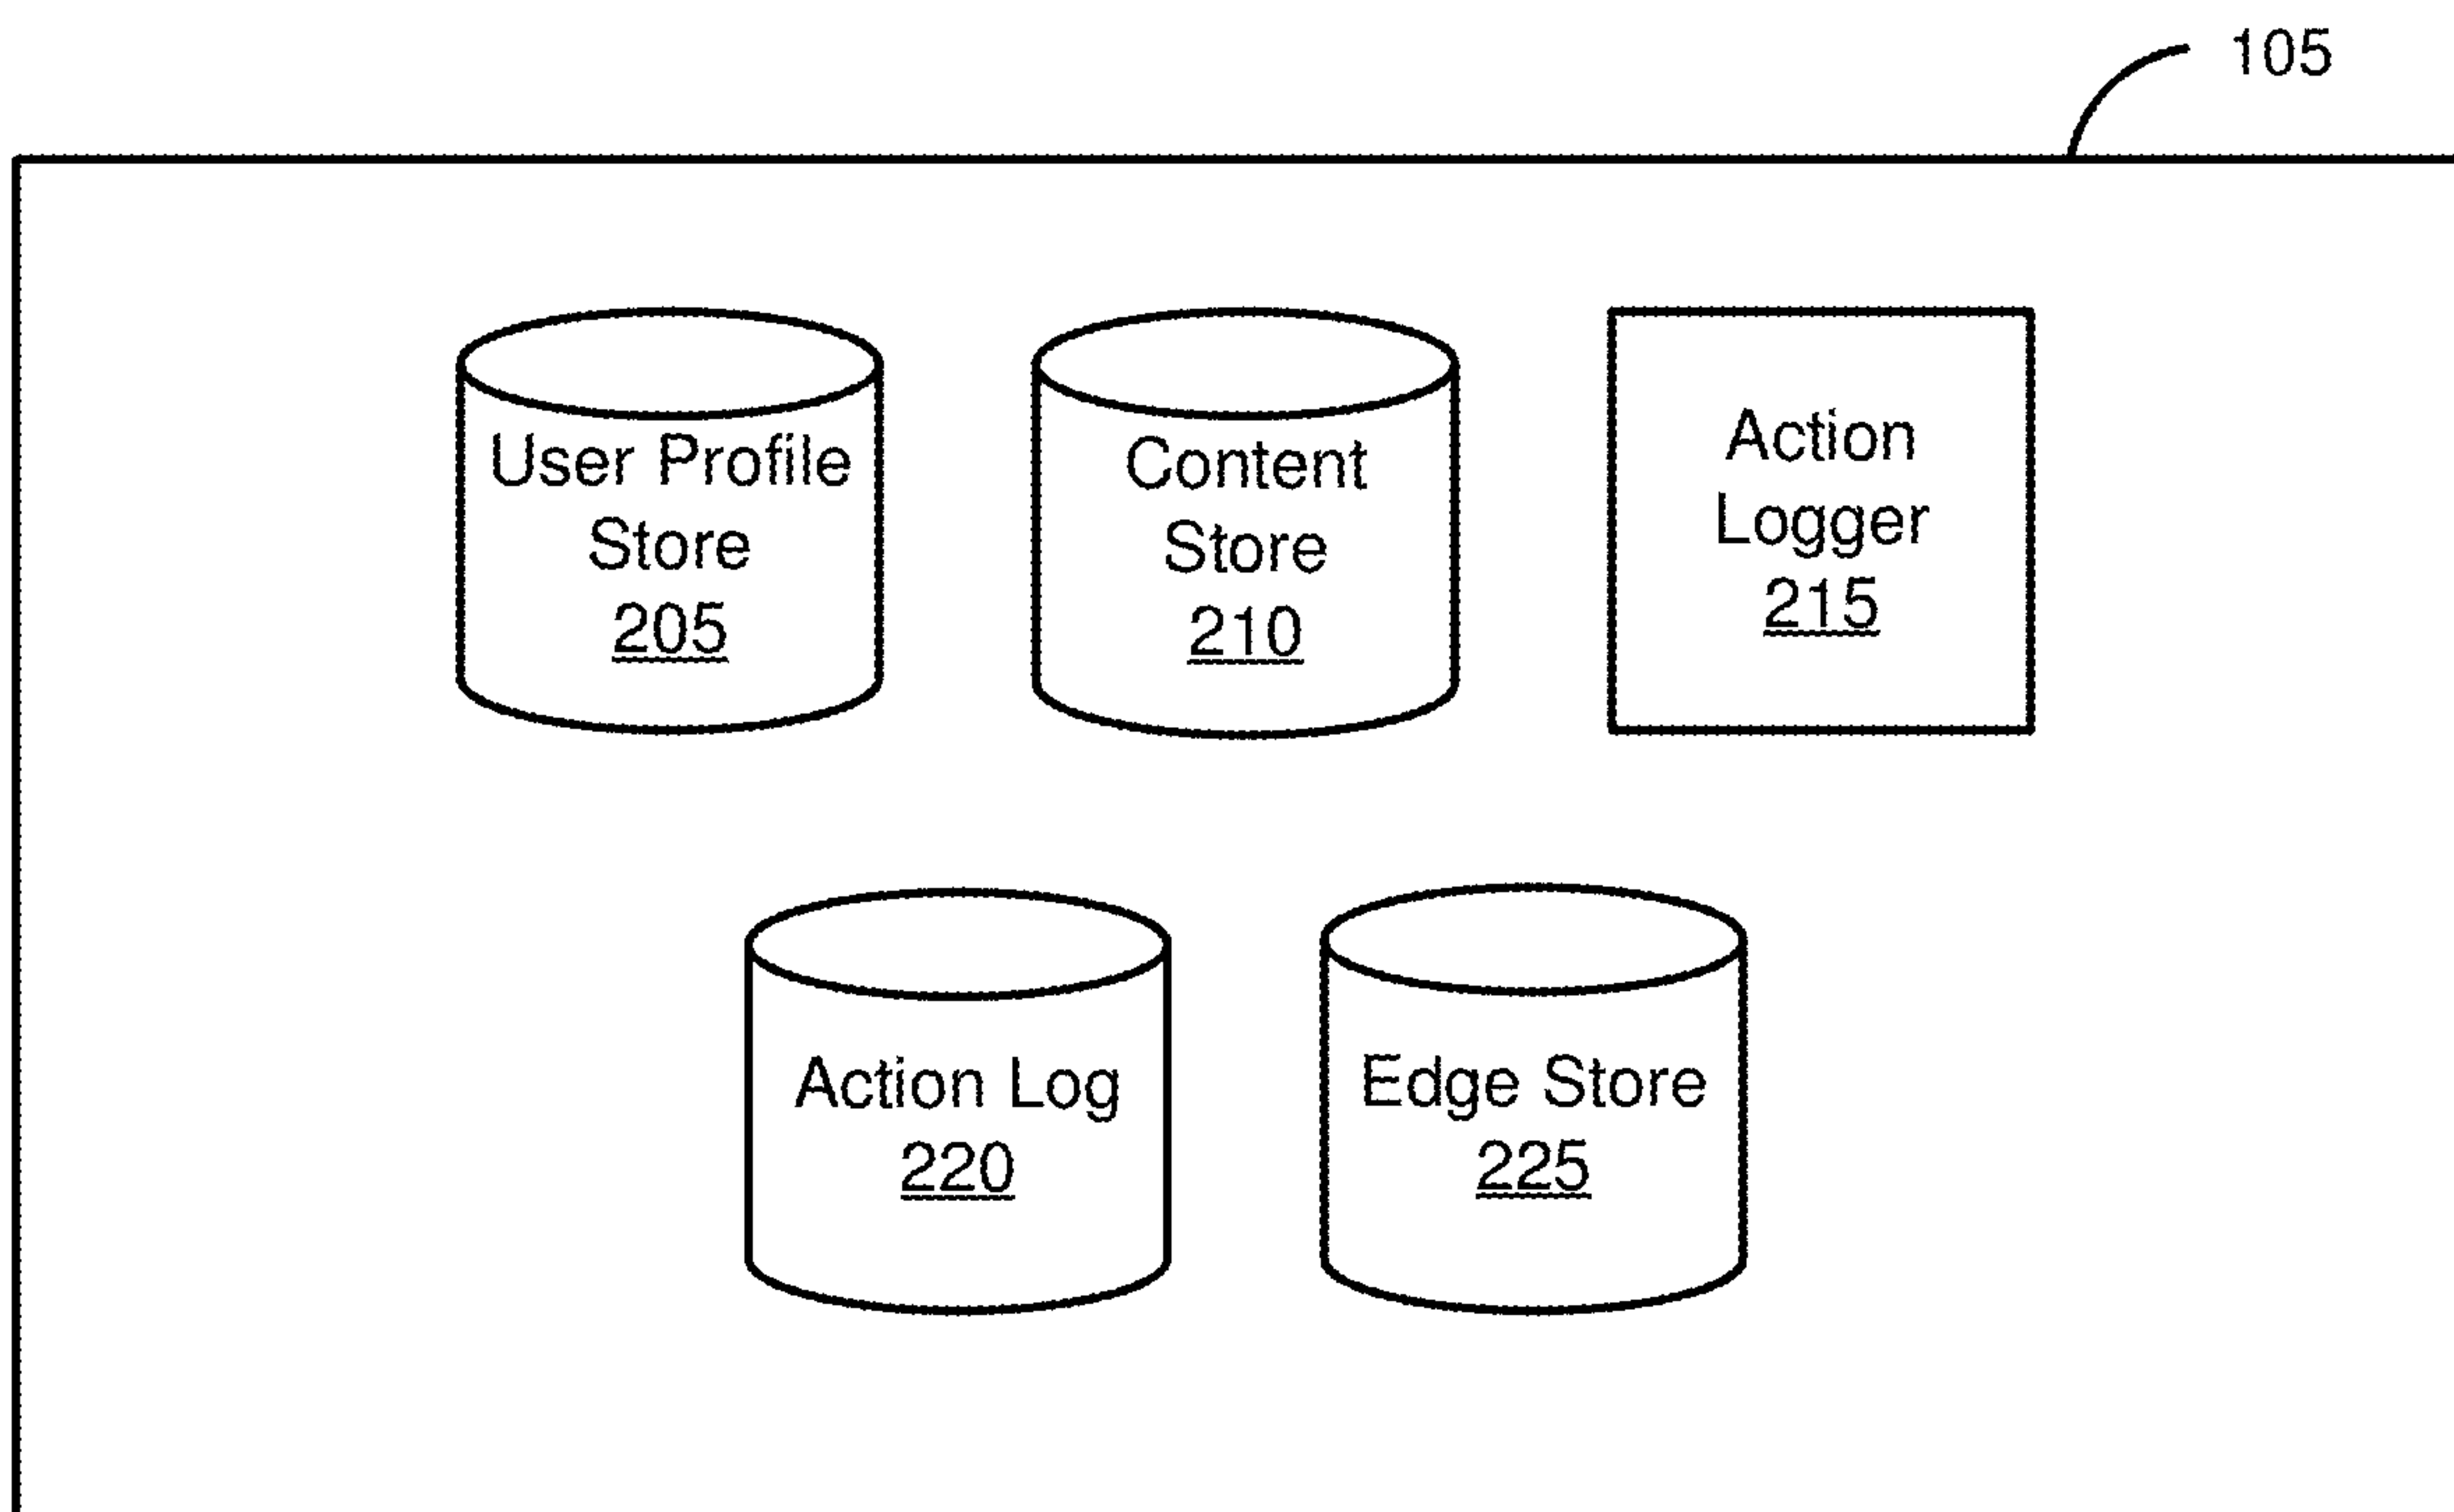 105
User Profile
Store
205
Content
Store
210
Action
Logger
215
Action Log
220
Edge Store
225